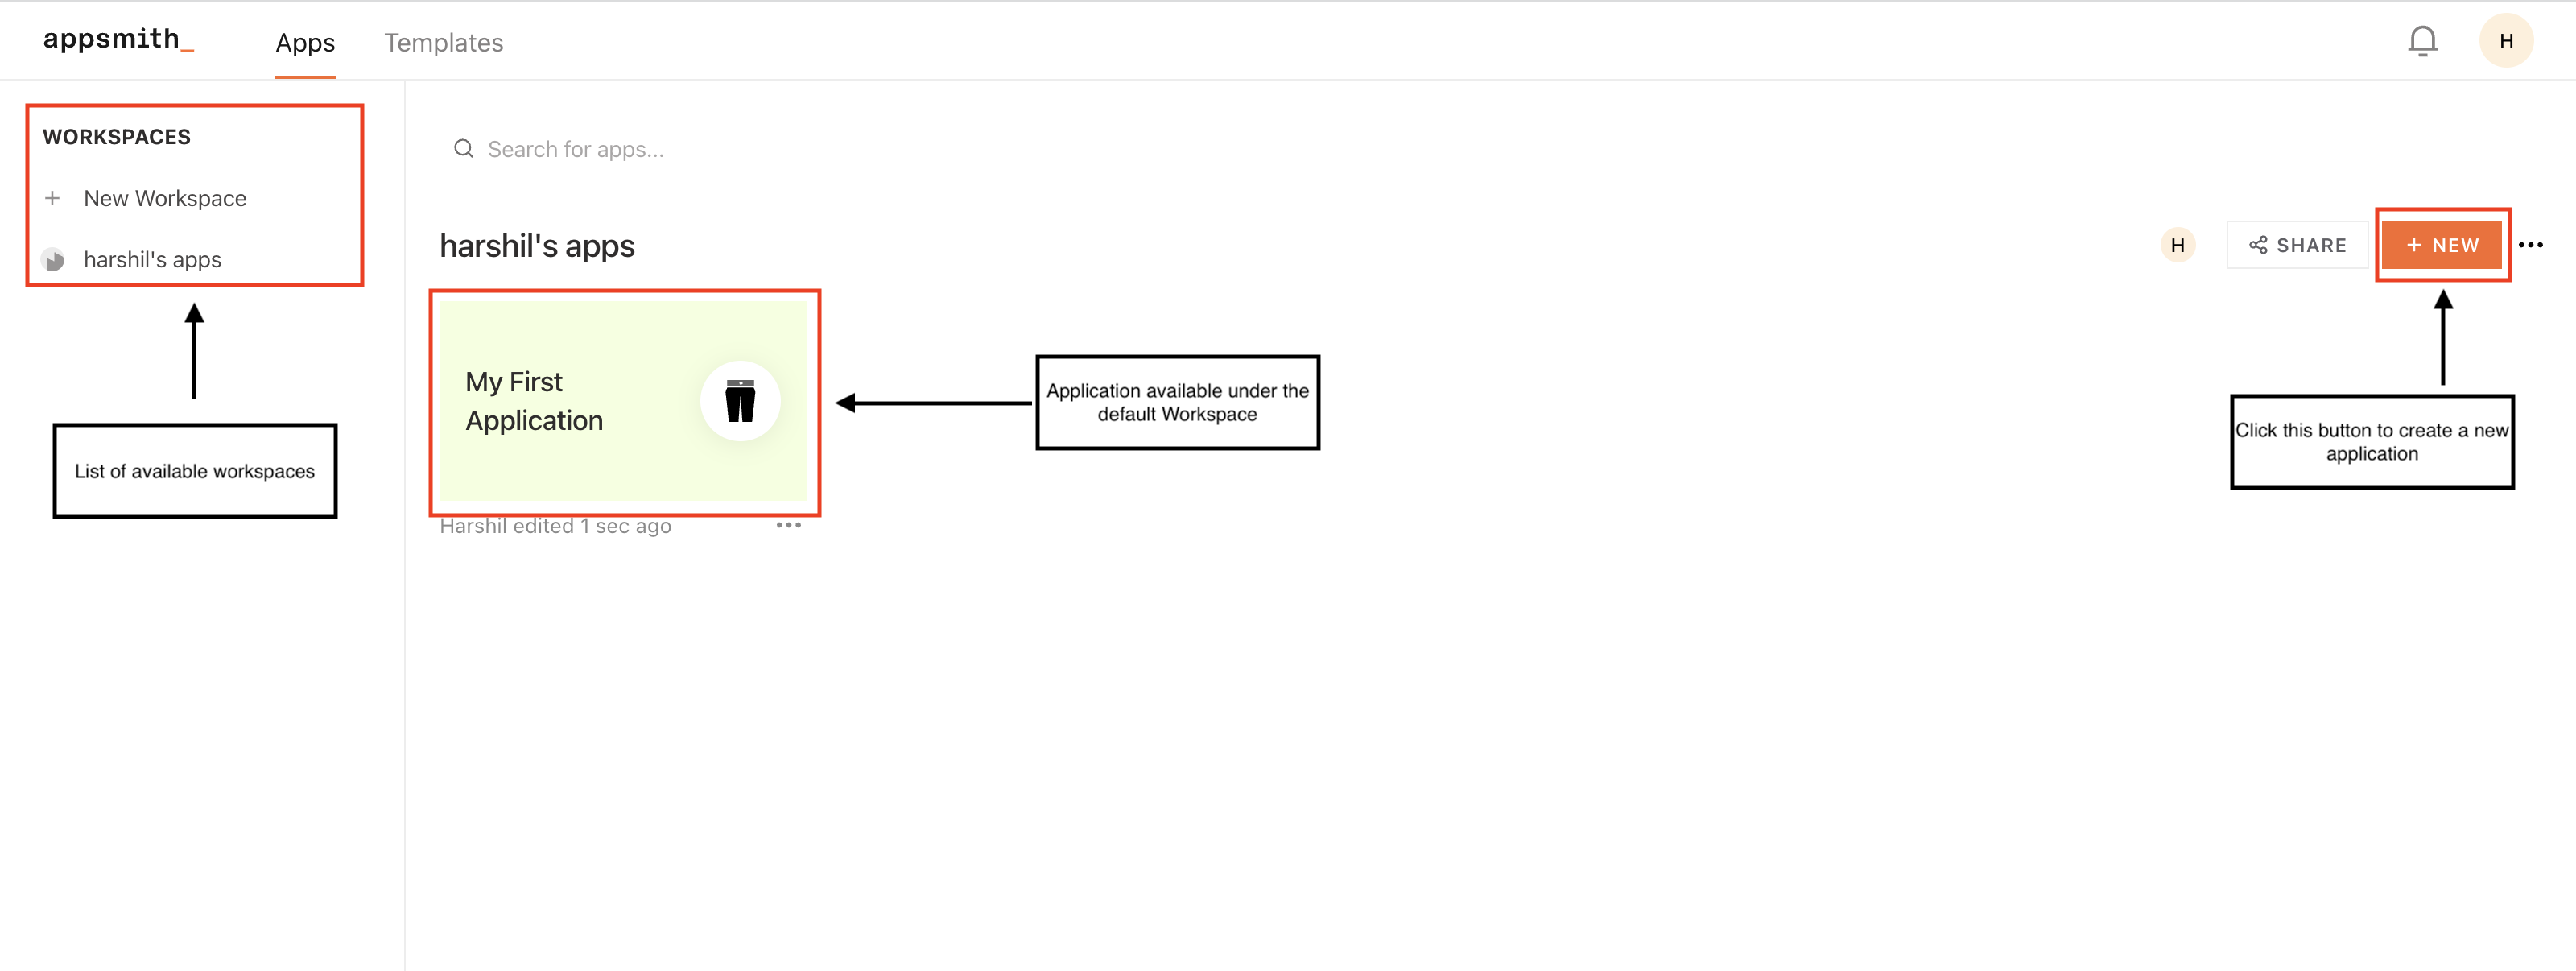 appsmith_
Apps
Templates
H
WORKSPACES
+ New Workspace
harshil's apps
List of available workspaces
Search for apps...
harshil's apps
H
SHARE
+ NEW
My First
Application
Harshil edited 1 sec ago
Application available under the
default Workspace
Click this button to create a new
application